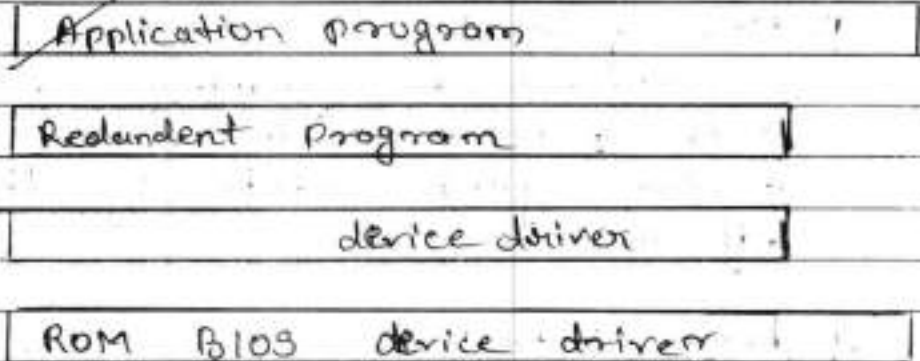 Application program
Redundent Program
device driver
ROM BIOS device driver